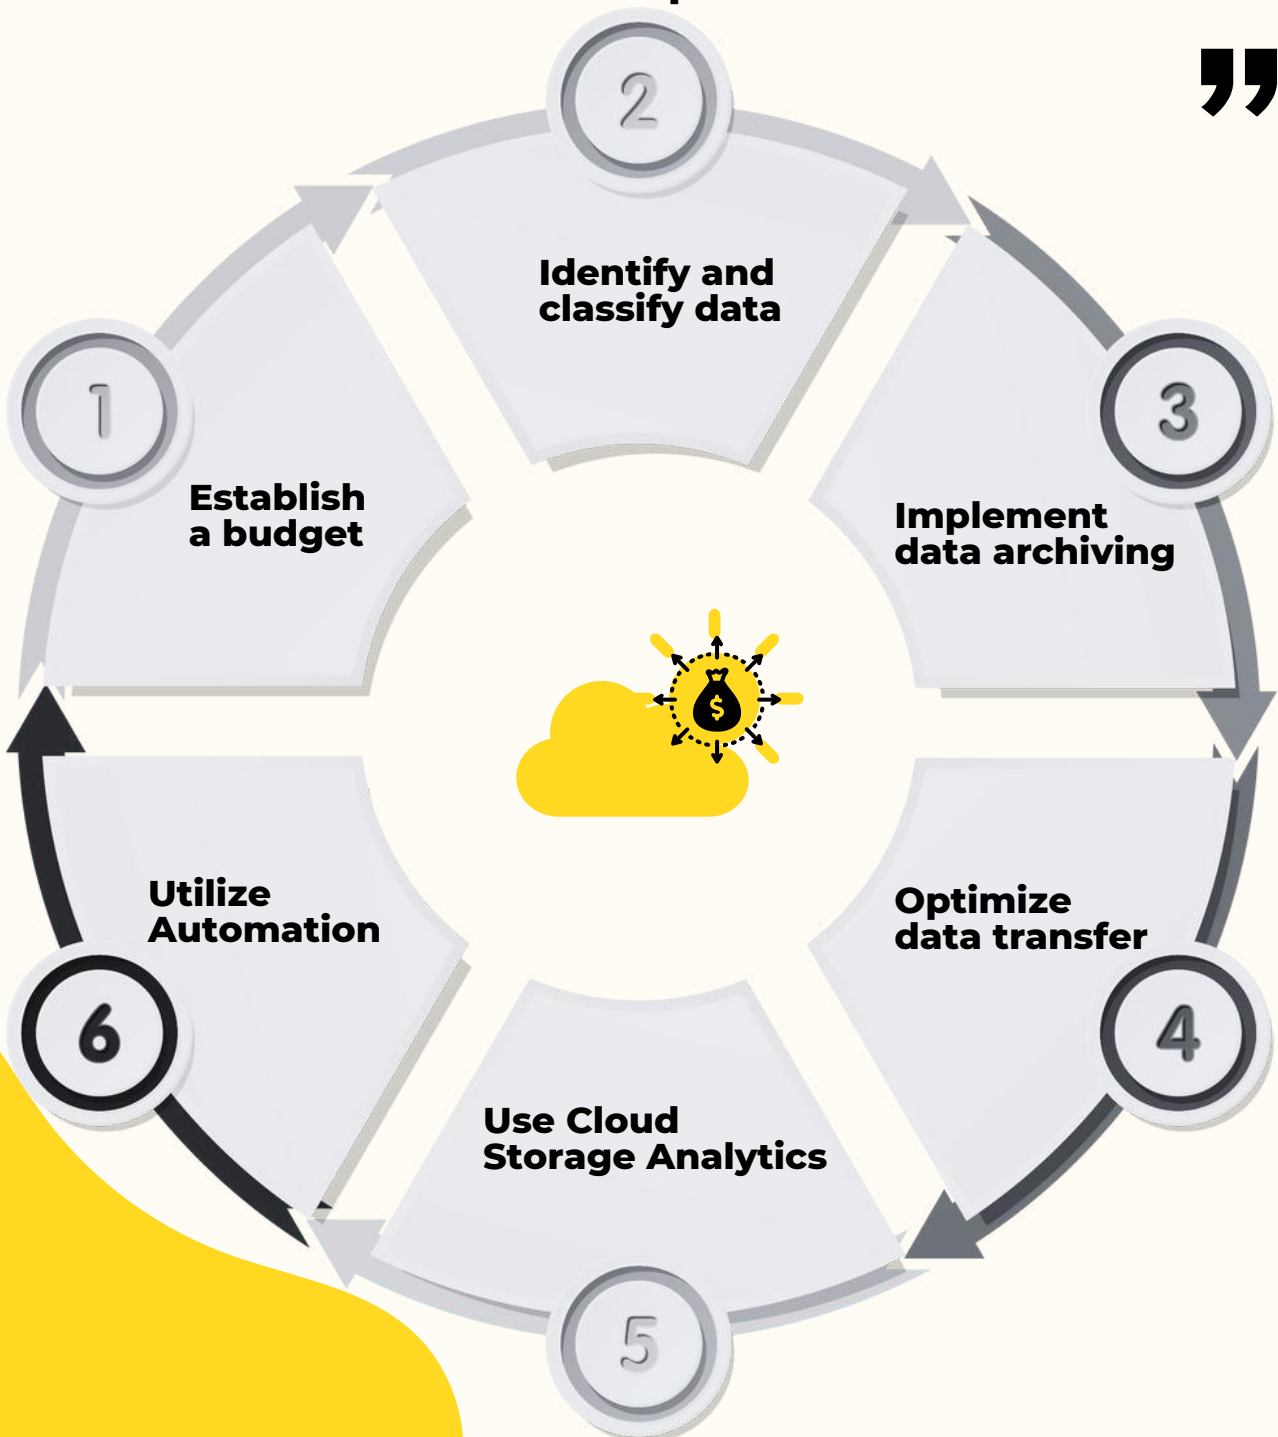 ”
2
Identify and
classify data
1
Establish
a budget
3
Implement
data archiving
$
Utilize
Automation
6
Optimize
data transfer
4
Use Cloud
Storage Analytics
5